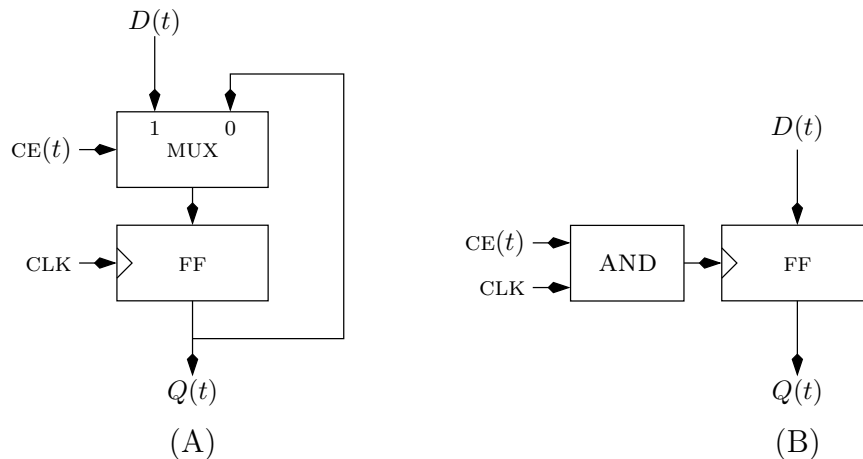 D(t)
1 0
CE(t)
MUX
CLK
FF
Q(t)
(A)
D(t)
CE(t)
CLK
AND
FF
Q(t)
(B)